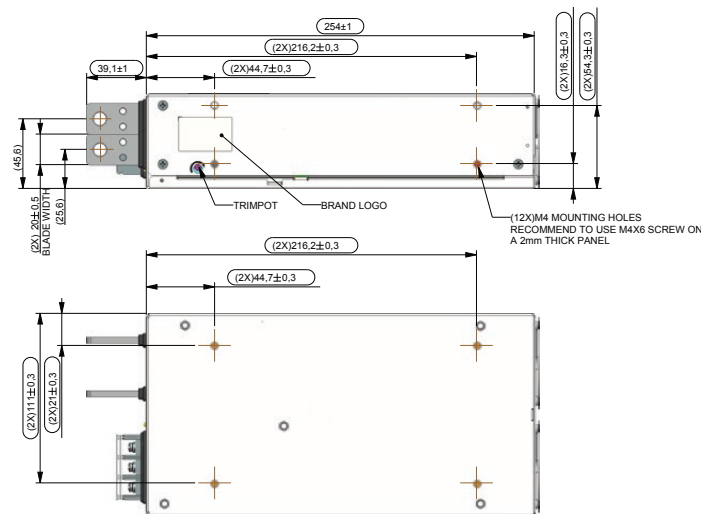 254±1
(2X)216,2±0,3
39,1±1
(2X)44,7±0,3
(2X)16,3±0,3
(2X)54,3±0,3
(45,6)
(2X) 20±0,5
BLADE WIDTH
(25,6)
TRIMPOT
BRAND LOGO
(12X)M4 MOUNTING HOLES
RECOMMEND TO USE M4X6 SCREW ON
A 2mm THICK PANEL
(2X)216,2±0,3
(2X)44,7±0,3
(2X)111±0,3
(2X)21±0,3